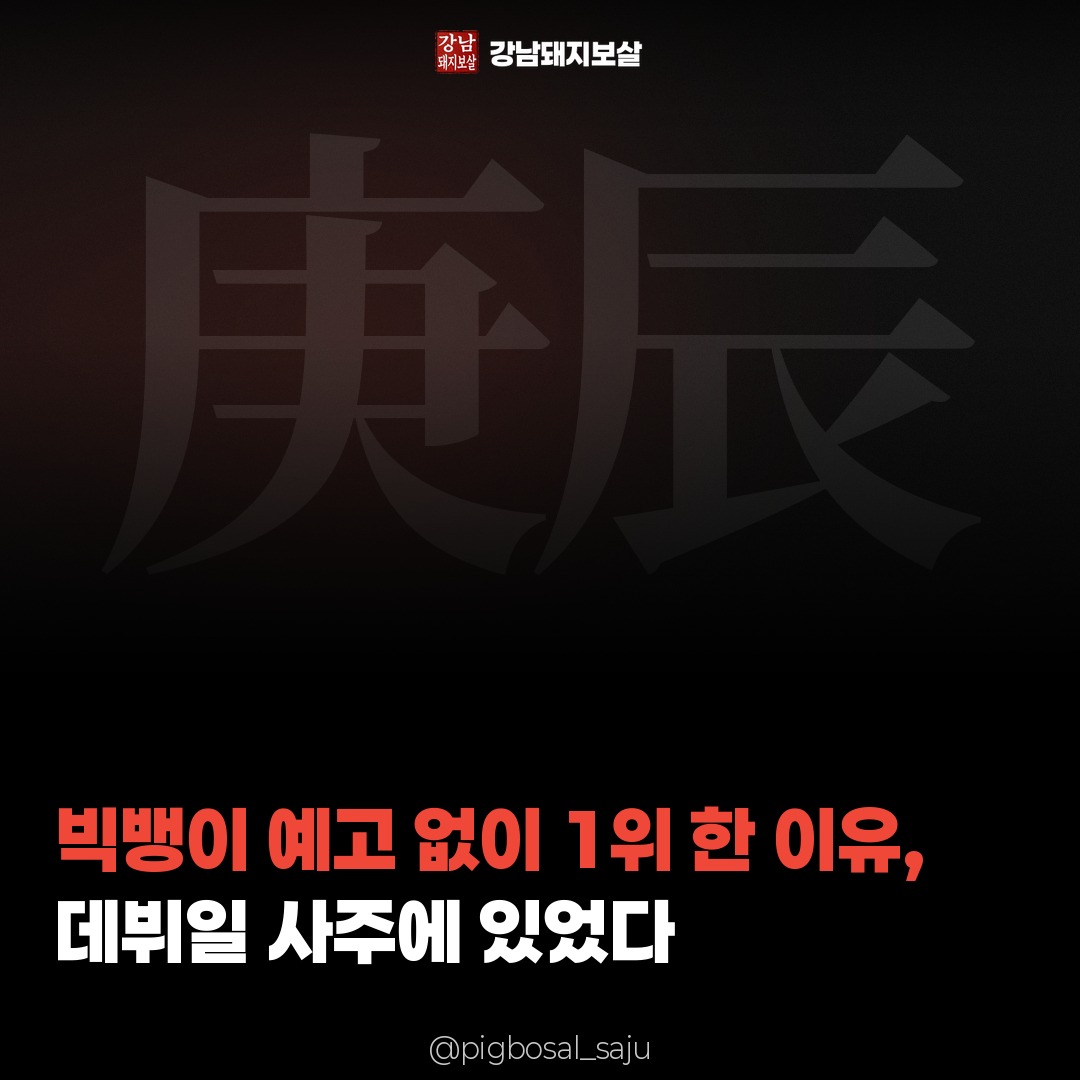 강남
돼지보살
강남돼지보살
庚辰
빅뱅이 예고 없이 1위 한 이유,
데뷔일 사주에 있었다
@pigbosal_saju